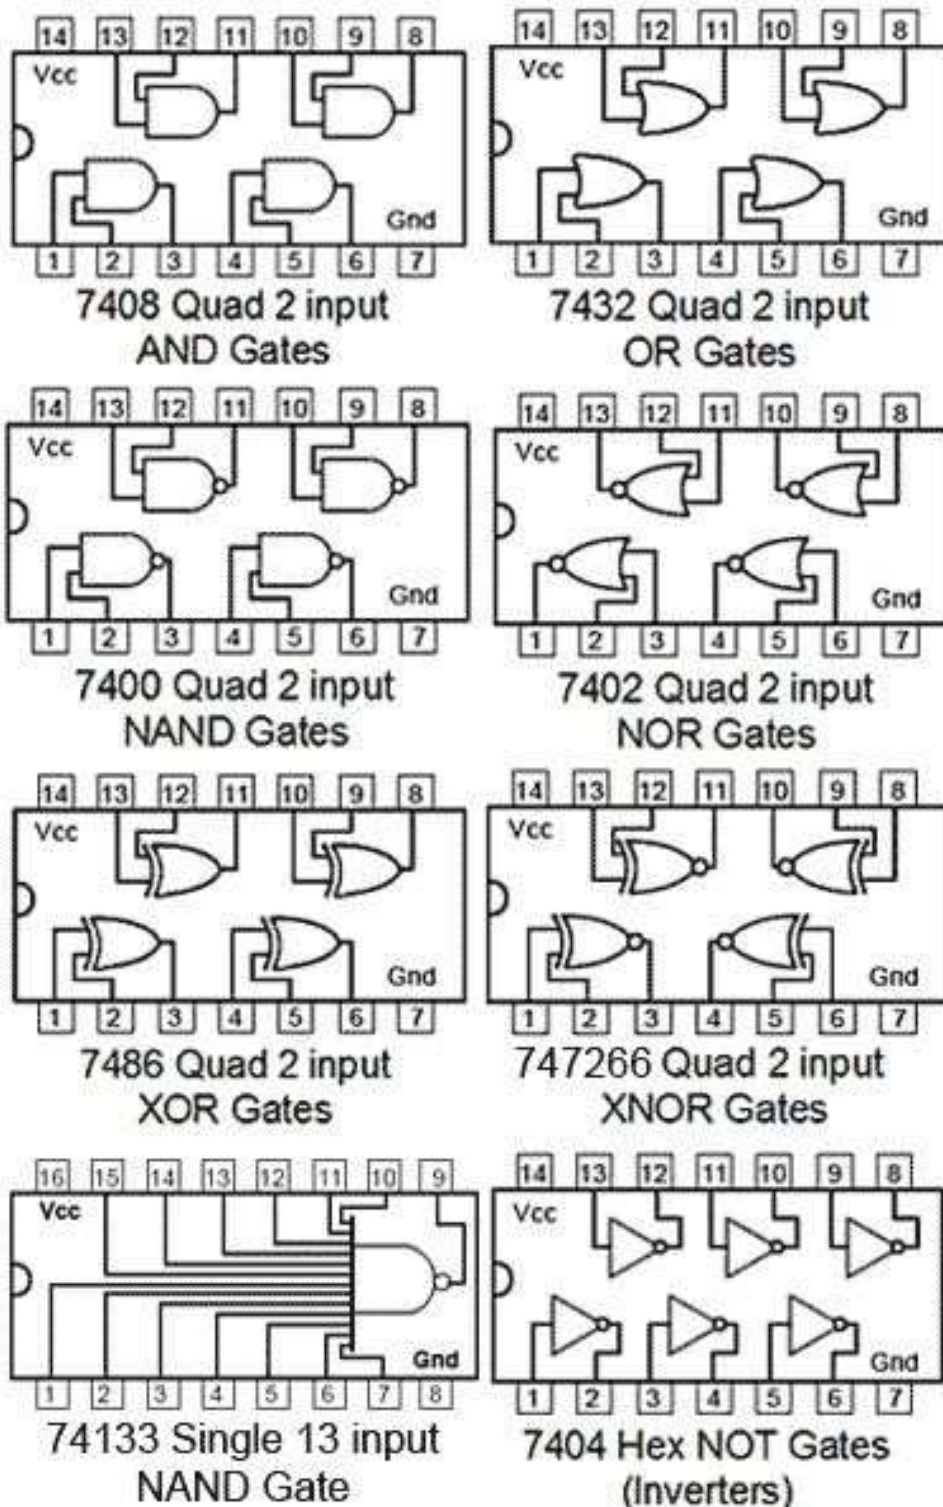 14 13 12 11 10 9 8
Vcc
Gnd
1 2 3 4 5 6 7
7408 Quad 2 input
AND Gates
14 13 12 11 10 9 8
Vcc
Gnd
1 2 3 4 5 6 7
7432 Quad 2 input
OR Gates
14 13 12 11 10 9 8
Vcc
Gnd
1 2 3 4 5 6 7
7400 Quad 2 input
NAND Gates
14 13 12 11 10 9 8
Vcc
Gnd
1 2 3 4 5 6 7
7402 Quad 2 input
NOR Gates
14 13 12 11 10 9 8
Vcc
Gnd
1 2 3 4 5 6 7
7486 Quad 2 input
XOR Gates
14 13 12 11 10 9 8
Vcc
Gnd
1 2 3 4 5 6 7
747266 Quad 2 input
XNOR Gates
16 15 14 13 12 11 10 9
Vcc
Gnd
1 2 3 4 5 6 7 8
74133 Single 13 input
NAND Gate
14 13 12 11 10 9 8
Vcc
Gnd
1 2 3 4 5 6 7
7404 Hex NOT Gates
(Inverters)